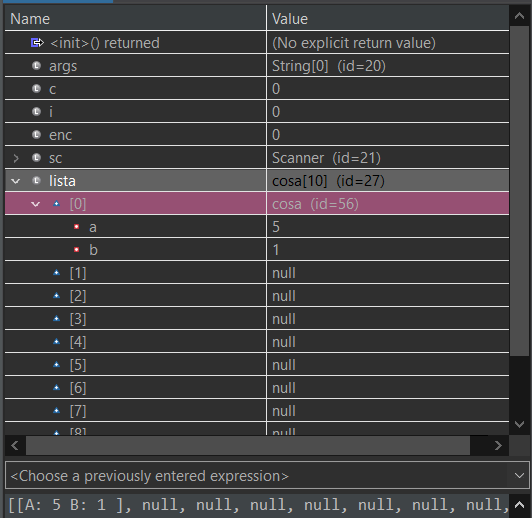 Name Value
<init>() returned (No explicit return value)
args String[0] (id=20)
c 0
i 0
enc 0
sc Scanner (id=21)
lista cosa[10] (id=27)
[0] cosa (id=56)
a 5
b 1
[1] null
[2] null
[3] null
[4] null
[5] null
[6] null
[7] null
[8] null
<Choose a previously entered expression>
[[A: 5 B: 1 ], null, null, null, null, null, null,